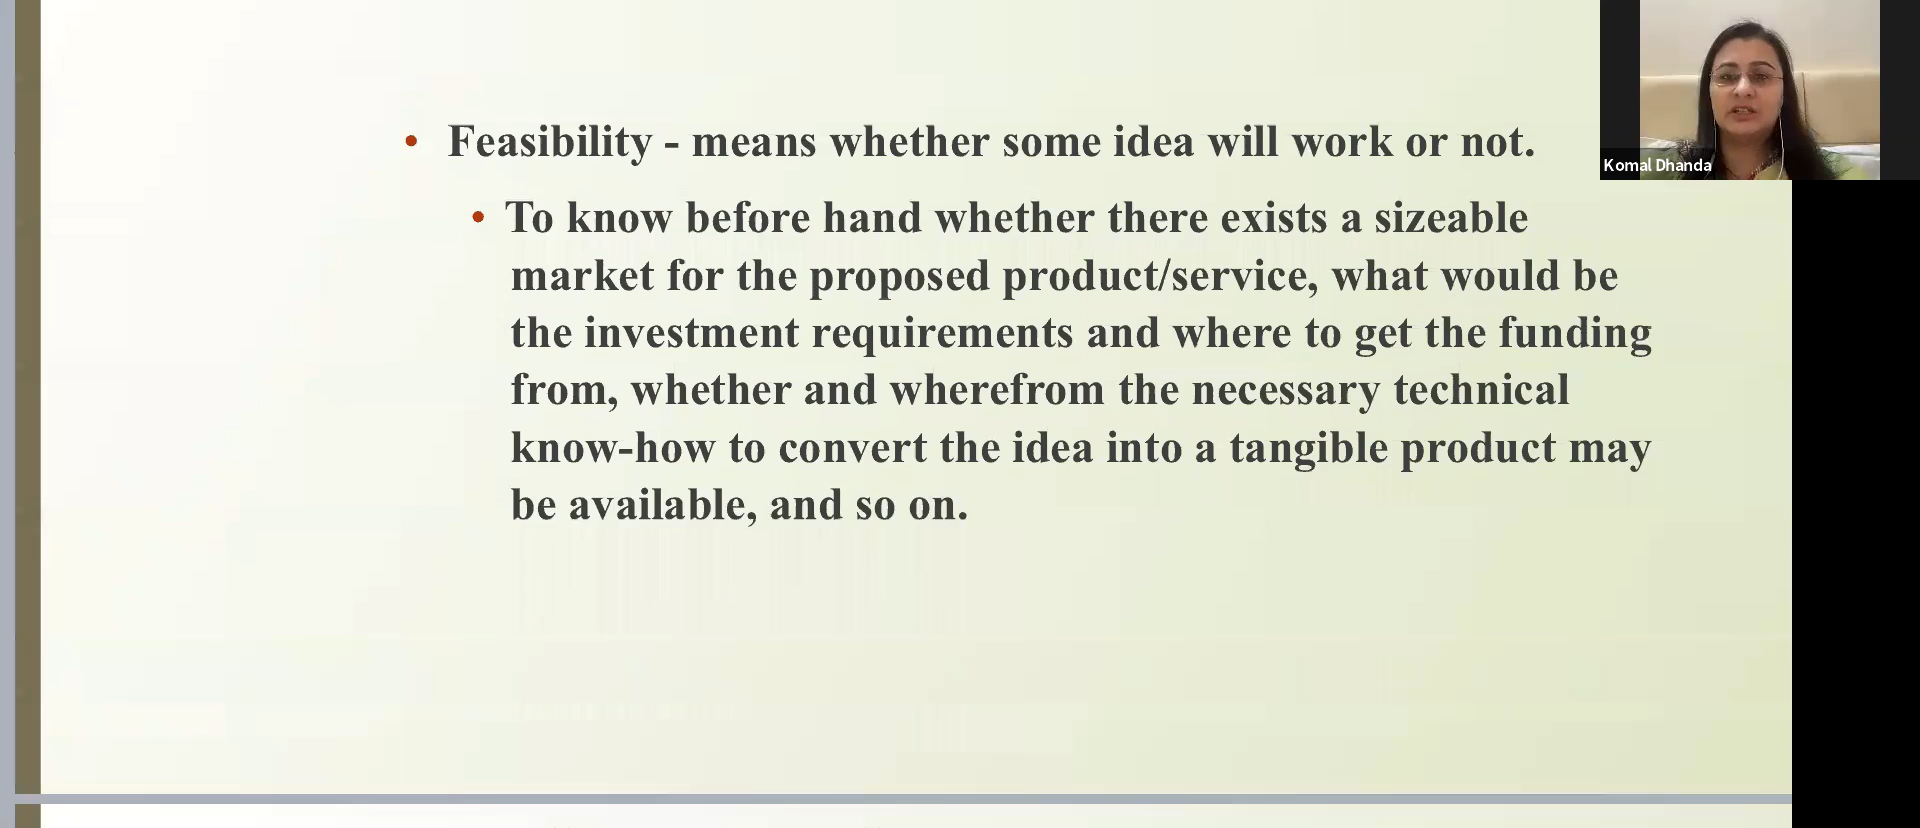 • Feasibility - means whether some idea will work or not.
• To know before hand whether there exists a sizeable
market for the proposed product/service, what would be
the investment requirements and where to get the funding
from, whether and wherefrom the necessary technical
know-how to convert the idea into a tangible product may
be available, and so on.
Komal Dhanda